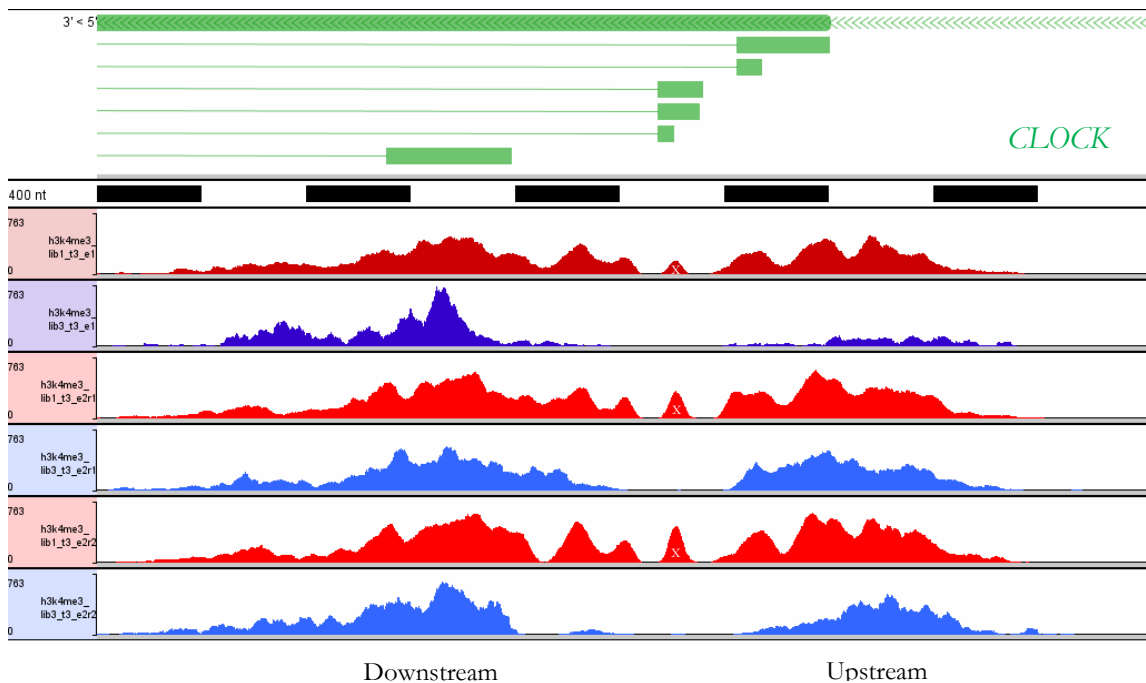 3' < 5'
CLOCK
400 nt
763
h3k4me3_
lib1_t3_e1
0
x
763
h3k4me3_
lib3_t3_e1
0
763
h3k4me3_
lib1_t3_e2r1
0
x
763
h3k4me3_
lib3_t3_e2r1
0
763
h3k4me3_
lib1_t3_e2r2
0
x
763
h3k4me3_
lib3_t3_e2r2
0
Downstream Upstream